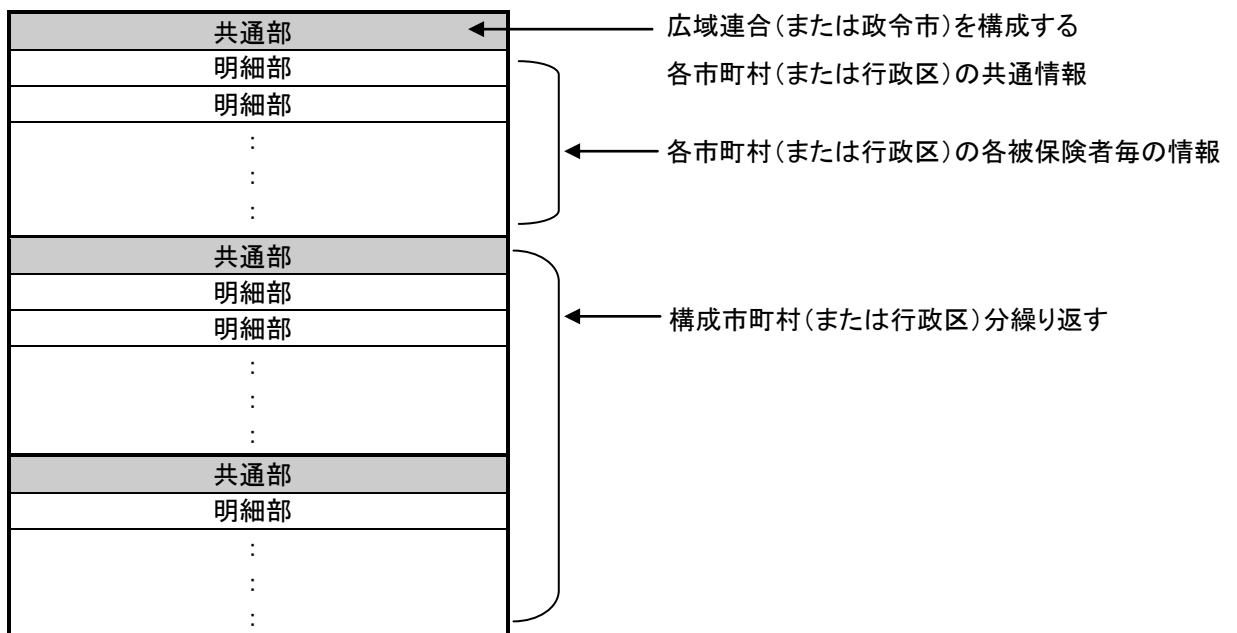 共通部
広域連合(または政令市)を構成する
各市町村(または行政区)の共通情報
明細部
明細部
:
:
:
各市町村(または行政区)の各被保険者毎の情報
共通部
明細部
明細部
:
:
:
構成市町村(または行政区)分繰り返す
共通部
明細部
:
:
: